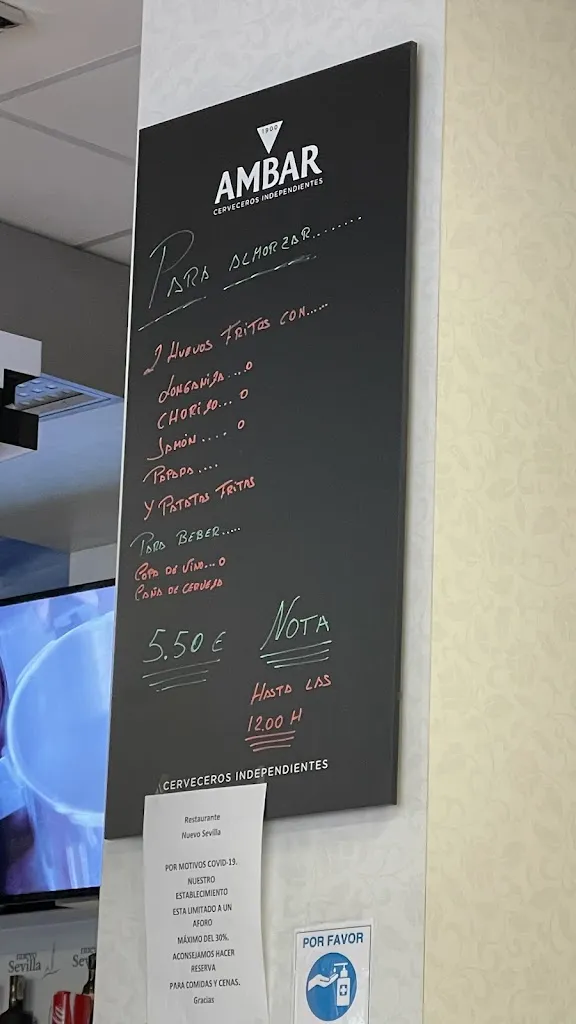 1900
AMBAR
CERVECEROS INDEPENDIENTES
PARA ALMORZAR........
2 HUEVOS FRITOS CON.....
LONGANIZA....O
CHORIZO... O
JAMÓN.... O
PAPADA....
Y PATATAS FRITAS
PARA BEBER.....
COPA DE VINO...O
CAÑA DE CERVEZA
5.50 €
NOTA
HASTA LAS
12.00 H
CERVECEROS INDEPENDIENTES
Restaurante
Nuevo Sevilla
POR MOTIVOS COVID-19.
NUESTRO
ESTABLECIMIENTO
ESTA LIMITADO A UN
AFORO
MÁXIMO DEL 30%.
ACONSEJAMOS HACER
RESERVA
PARA COMIDAS Y CENAS.
Gracias
POR FAVOR
nuevo
Sevilla